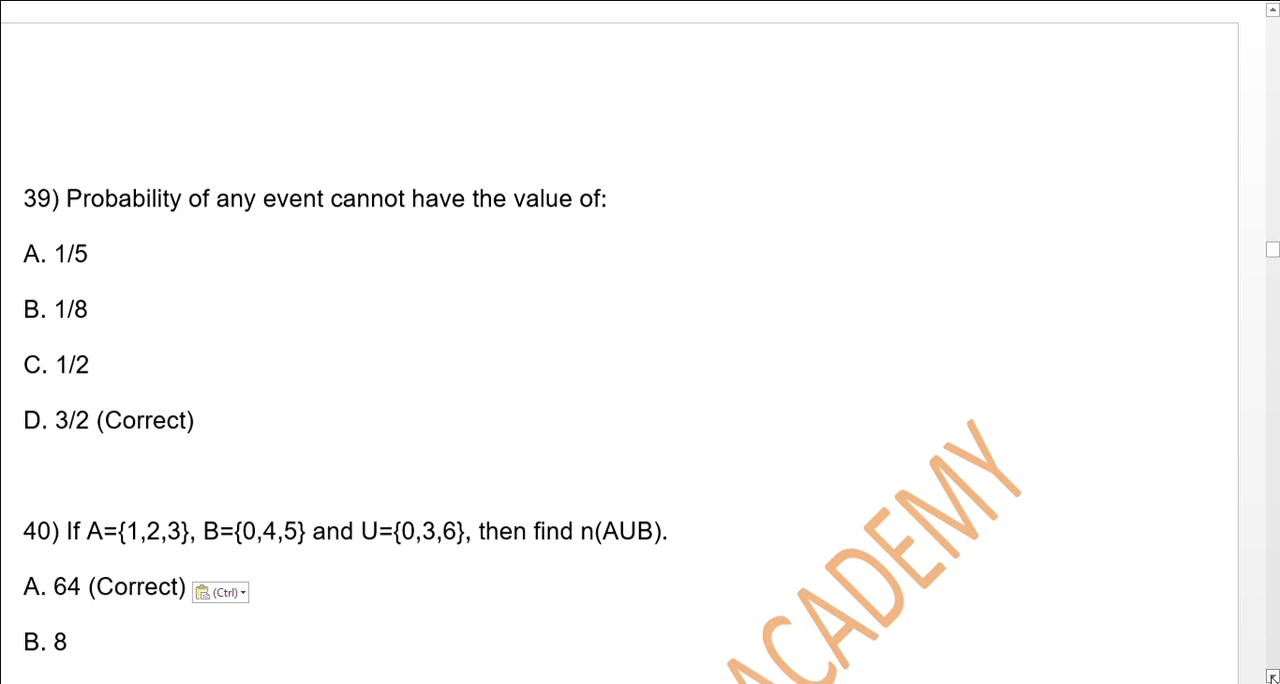 39) Probability of any event cannot have the value of:
A. 1/5
B. 1/8
C. 1/2
D. 3/2 (Correct)
40) If A={1,2,3}, B={0,4,5} and U={0,3,6}, then find n(AUB).
A. 64 (Correct) (Ctrl)
B. 8
ACADEMY